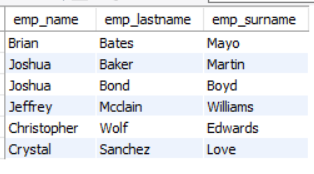 emp_name emp_lastname emp_surname
Brian Bates Mayo
Joshua Baker Martin
Joshua Bond Boyd
Jeffrey Mcclain Williams
Christopher Wolf Edwards
Crystal Sanchez Love